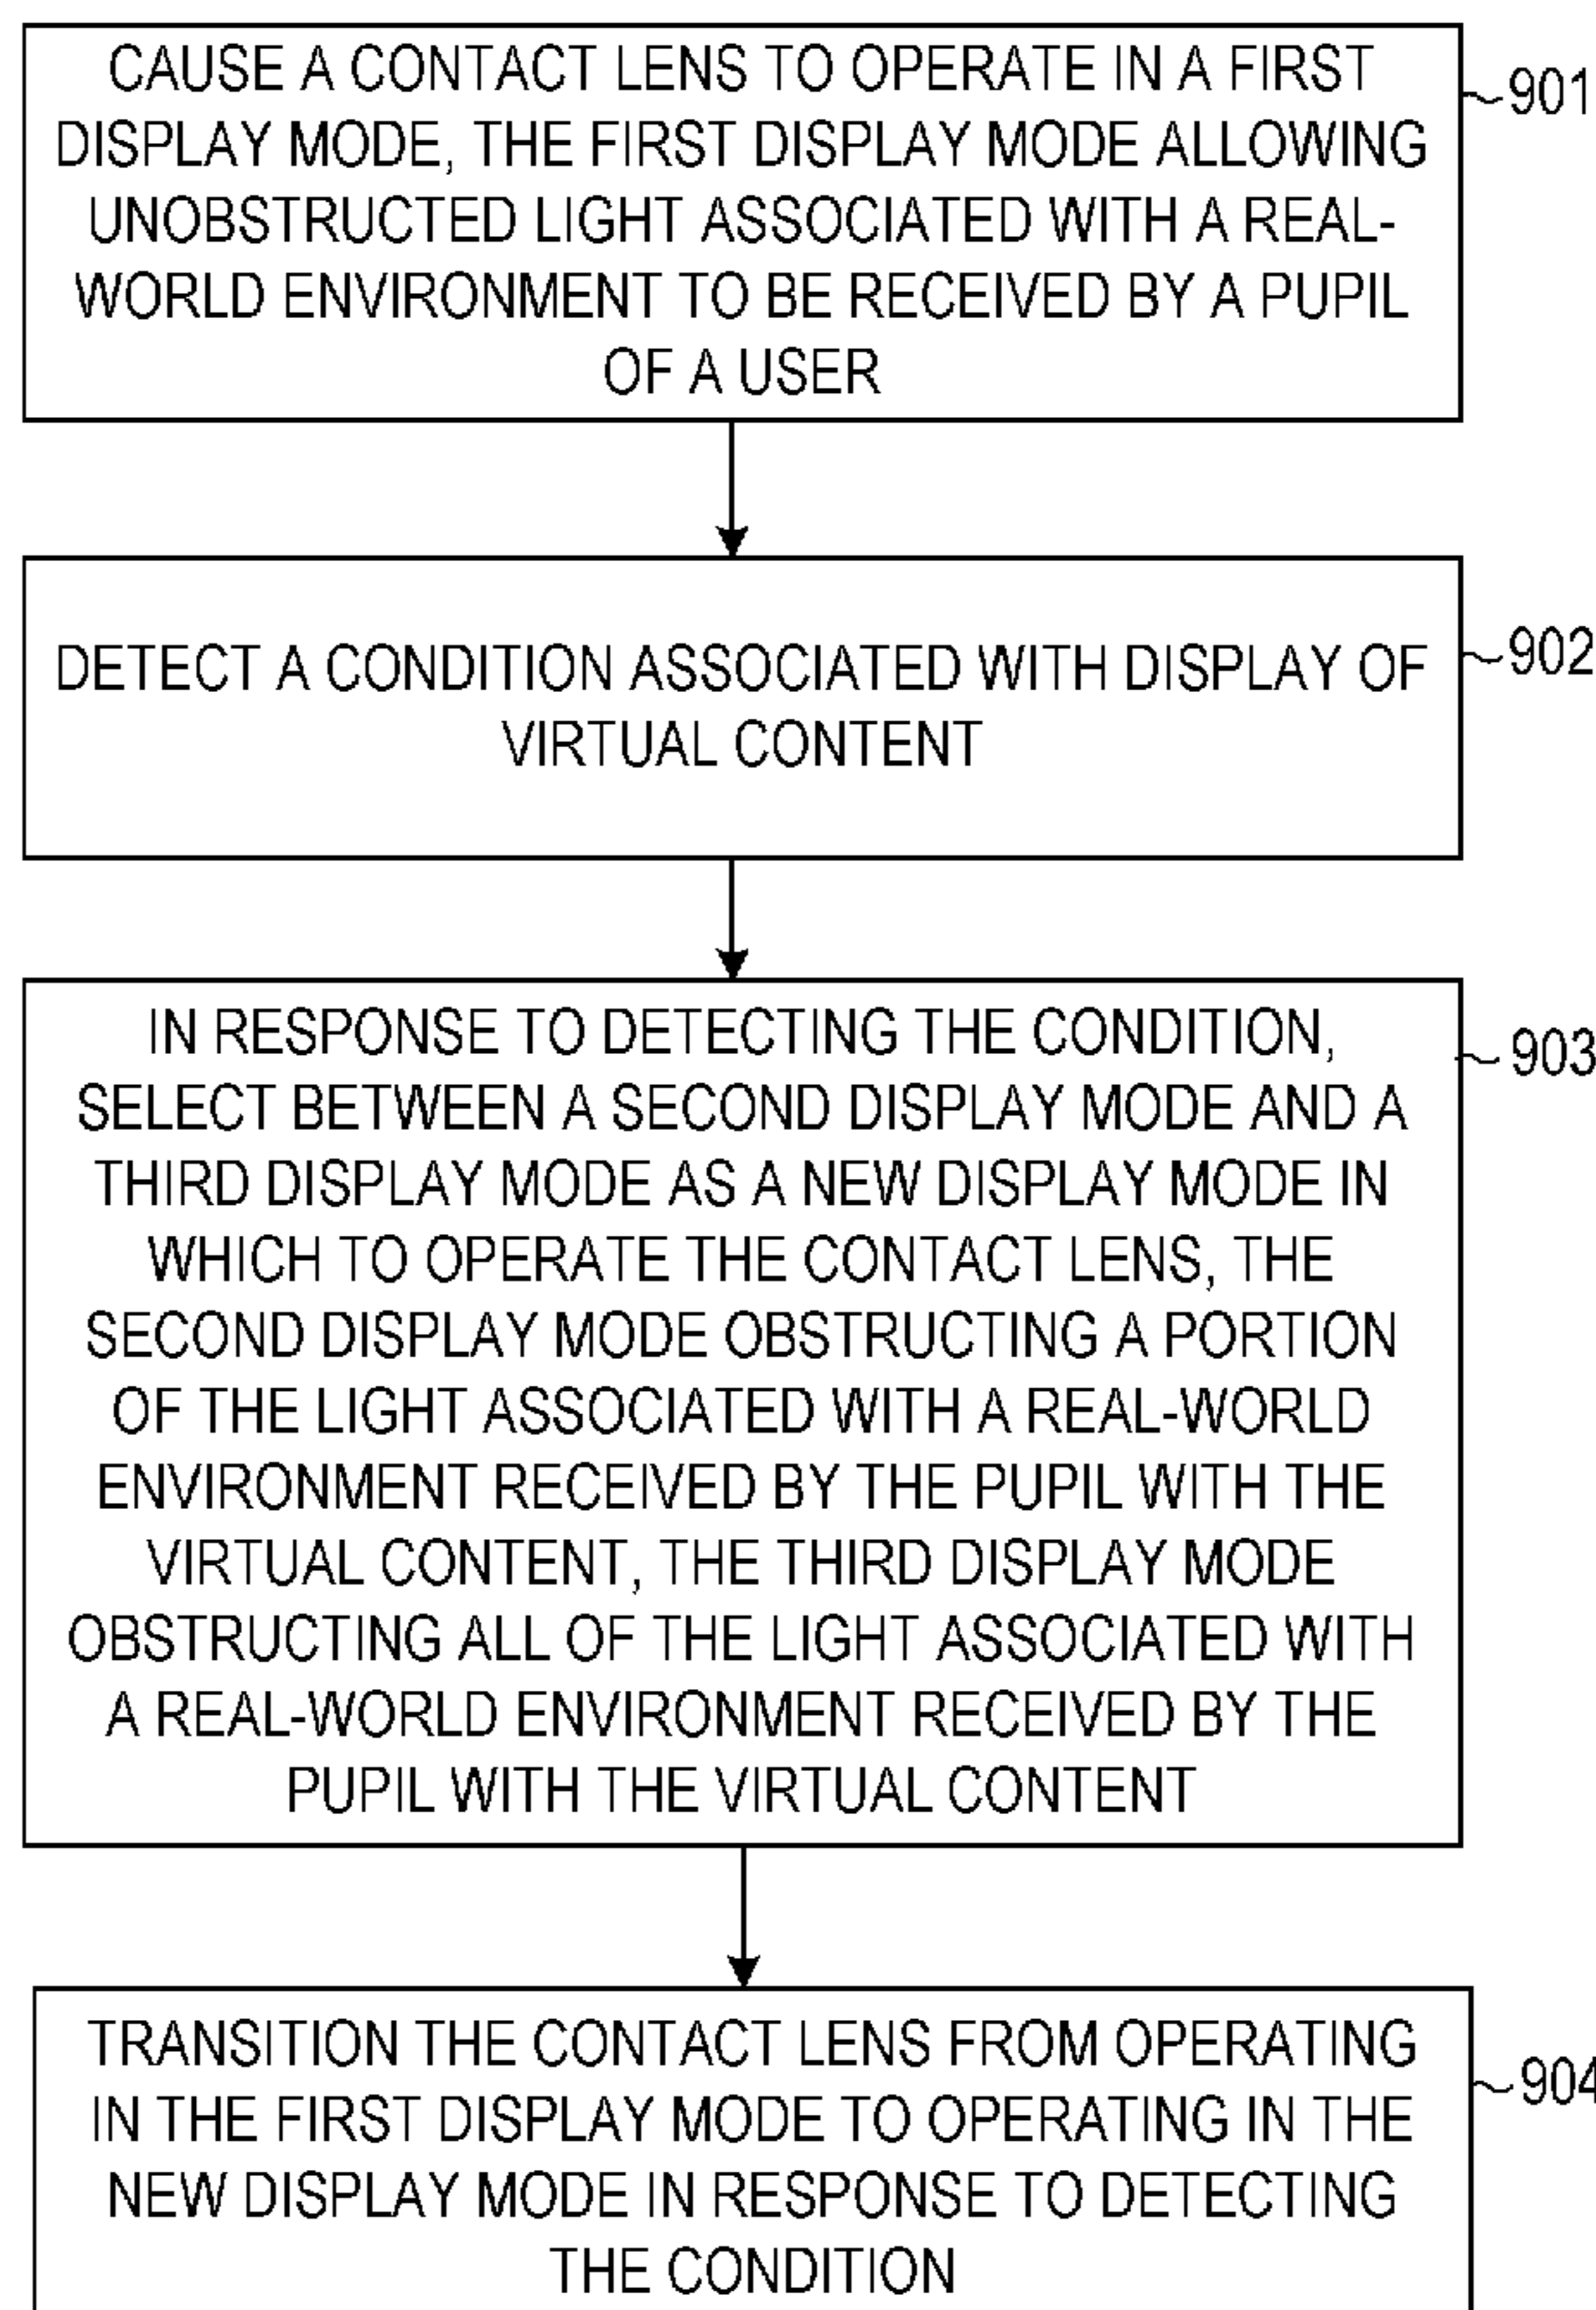 CAUSE A CONTACT LENS TO OPERATE IN A FIRST
DISPLAY MODE, THE FIRST DISPLAY MODE ALLOWING
UNOBSTRUCTED LIGHT ASSOCIATED WITH A REAL-
WORLD ENVIRONMENT TO BE RECEIVED BY A PUPIL
OF A USER
901
DETECT A CONDITION ASSOCIATED WITH DISPLAY OF
VIRTUAL CONTENT
902
IN RESPONSE TO DETECTING THE CONDITION,
SELECT BETWEEN A SECOND DISPLAY MODE AND A
THIRD DISPLAY MODE AS A NEW DISPLAY MODE IN
WHICH TO OPERATE THE CONTACT LENS, THE
SECOND DISPLAY MODE OBSTRUCTING A PORTION
OF THE LIGHT ASSOCIATED WITH A REAL-WORLD
ENVIRONMENT RECEIVED BY THE PUPIL WITH THE
VIRTUAL CONTENT, THE THIRD DISPLAY MODE
OBSTRUCTING ALL OF THE LIGHT ASSOCIATED WITH
A REAL-WORLD ENVIRONMENT RECEIVED BY THE
PUPIL WITH THE VIRTUAL CONTENT
903
TRANSITION THE CONTACT LENS FROM OPERATING
IN THE FIRST DISPLAY MODE TO OPERATING IN THE
NEW DISPLAY MODE IN RESPONSE TO DETECTING
THE CONDITION
904